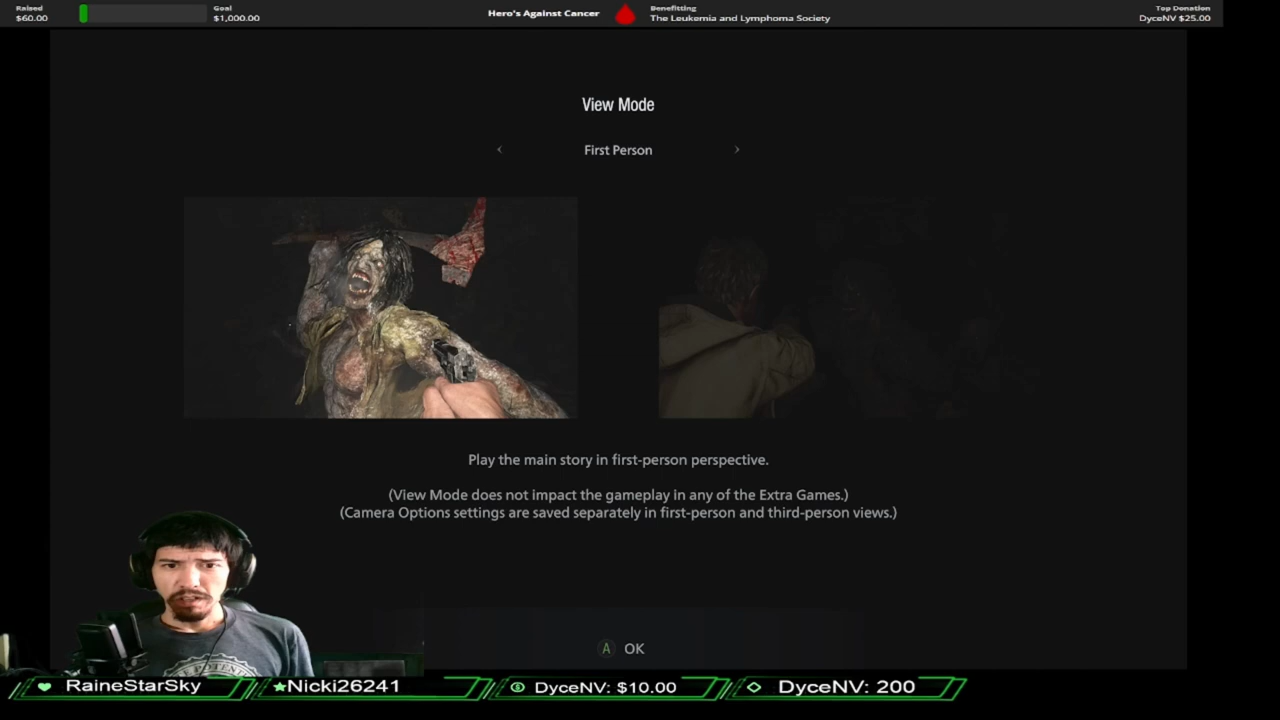 Raised
$60.00
Goal
$1,000.00
Hero's Against Cancer
Benefitting
The Leukemia and Lymphoma Society
Top Donation
DyceNV $25.00
View Mode
First Person
Play the main story in first-person perspective.
(View Mode does not impact the gameplay in any of the Extra Games.)
(Camera Options settings are saved separately in first-person and third-person views.)
A OK
RaineStarSky
Nicki26241
DyceNV: $10.00
DyceNV: 200